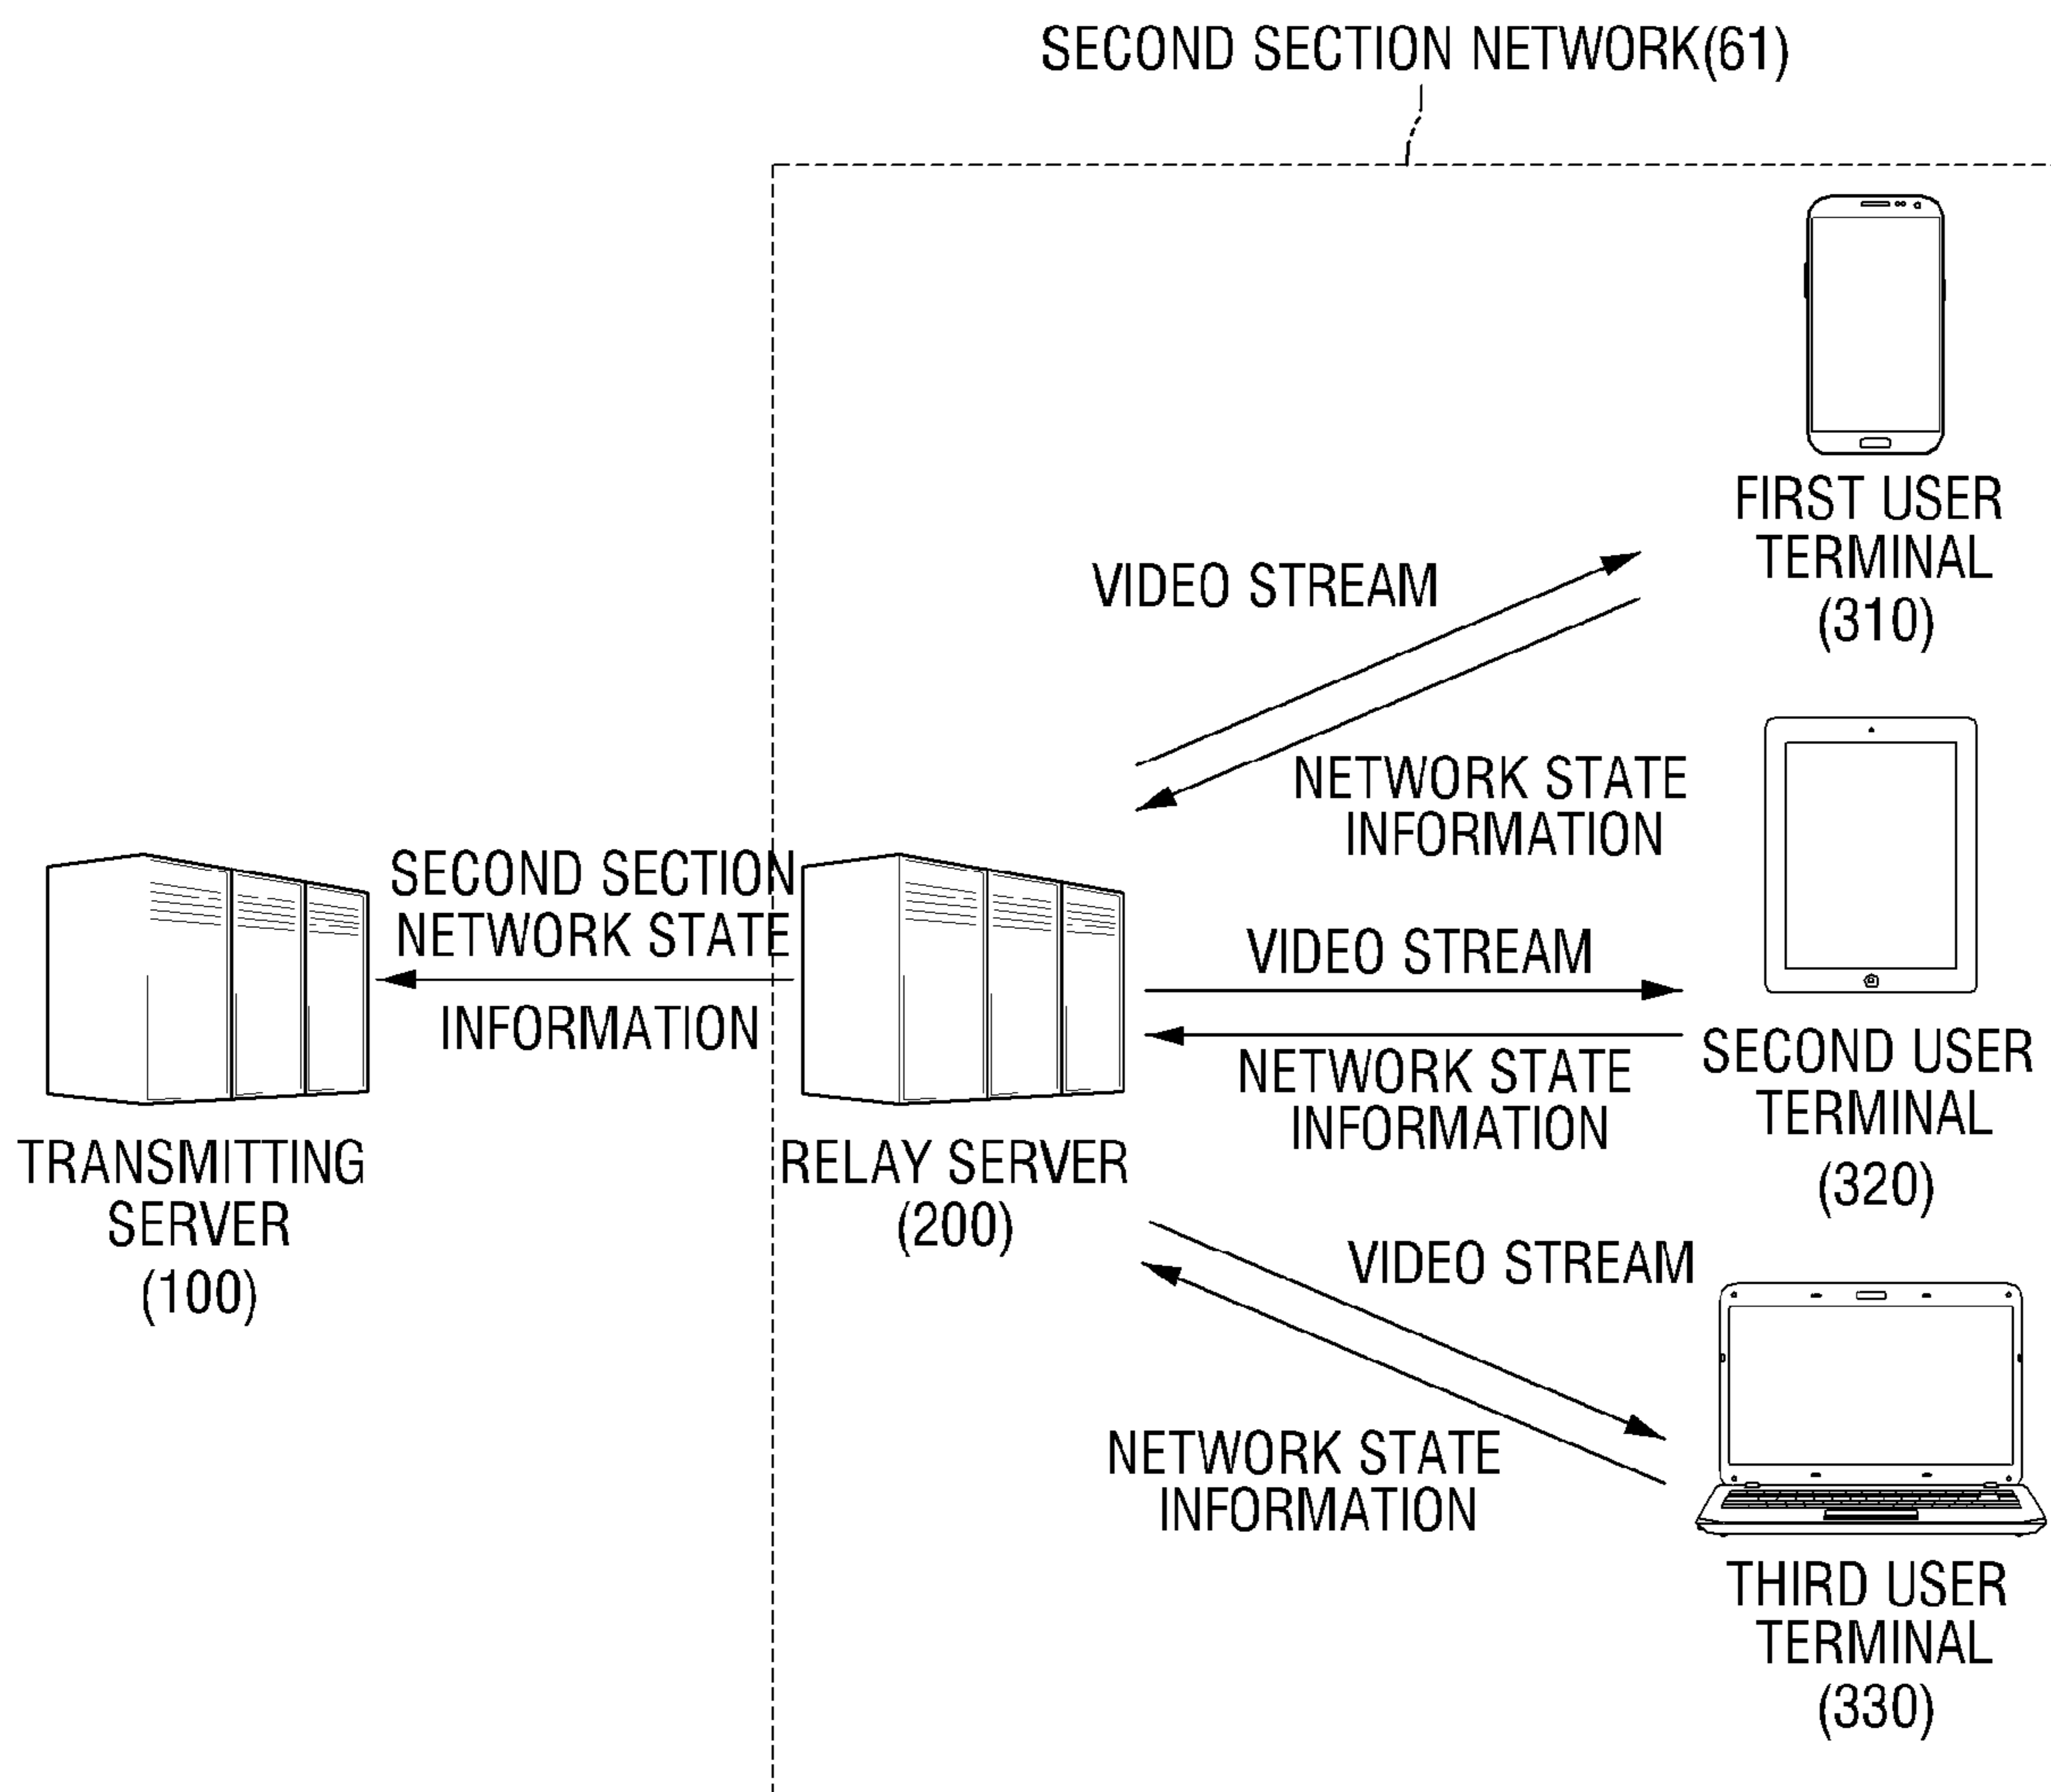 SECOND SECTION NETWORK(61)
FIRST USER
TERMINAL
(310)
VIDEO STREAM
NETWORK STATE
INFORMATION
SECOND SECTION
NETWORK STATE
INFORMATION
VIDEO STREAM
NETWORK STATE
INFORMATION
SECOND USER
TERMINAL
(320)
TRANSMITTING
SERVER
(100)
RELAY SERVER
(200)
VIDEO STREAM
NETWORK STATE
INFORMATION
THIRD USER
TERMINAL
(330)